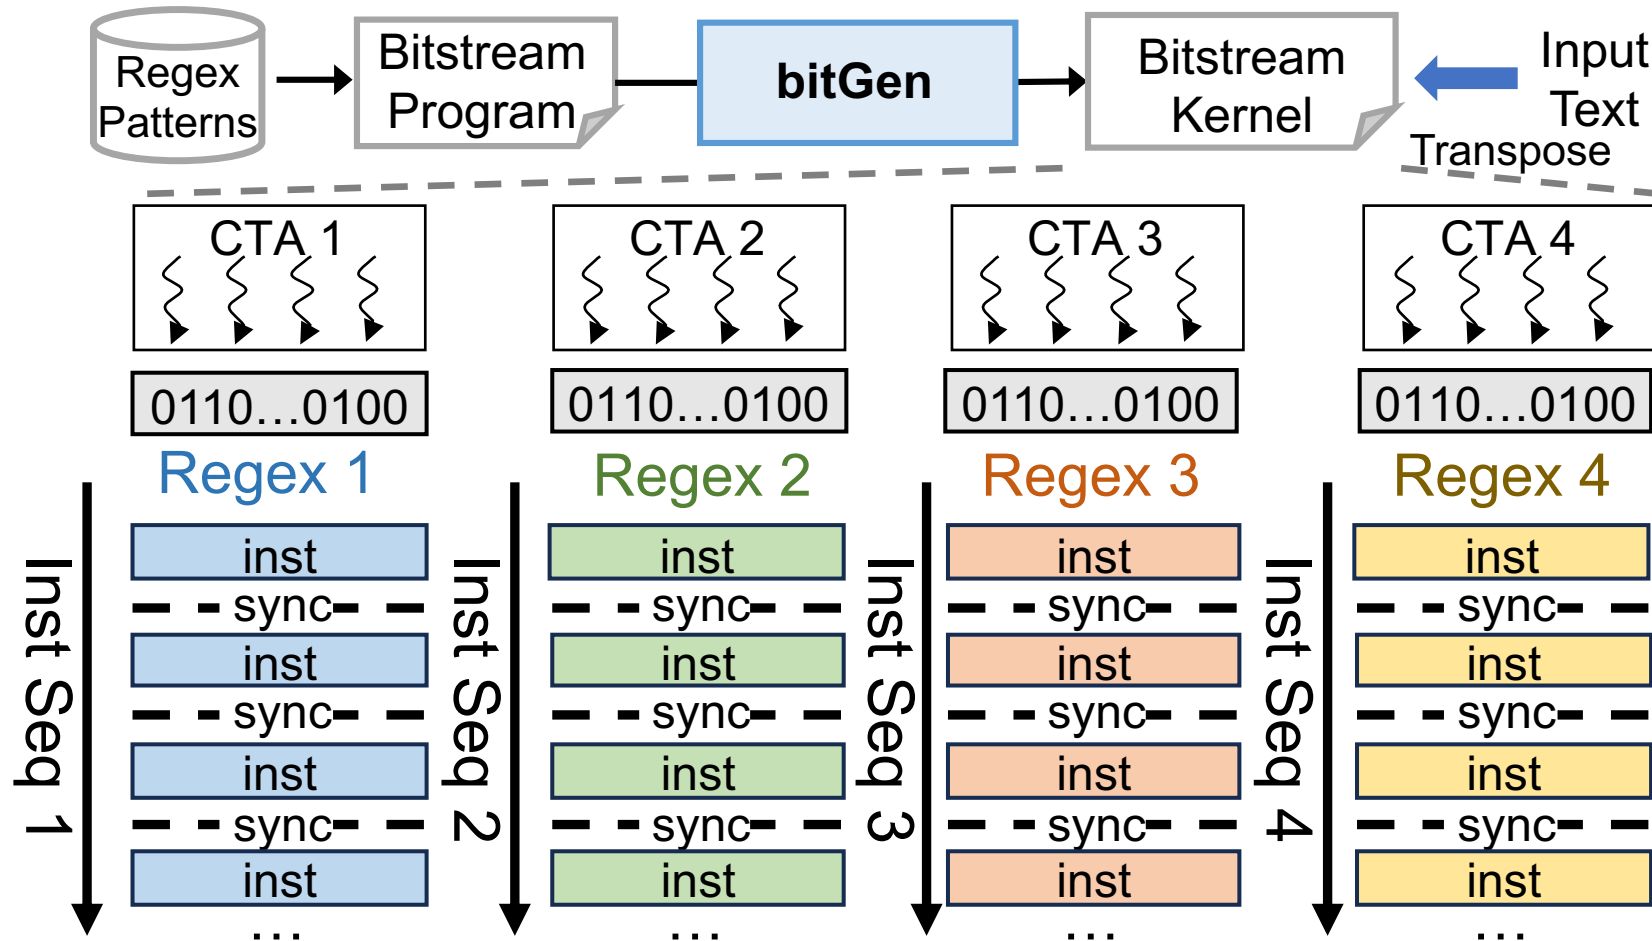 Regex
Patterns
Bitstream
Program
bitGen
Bitstream
Kernel
Input
Text
Transpose
CTA 1
CTA 2
CTA 3
CTA 4
0110…0100
0110…0100
0110…0100
0110…0100
Regex 1
Regex 2
Regex 3
Regex 4
Inst Seq 1
inst
sync
inst
sync
inst
sync
inst
…
Inst Seq 2
inst
sync
inst
sync
inst
sync
inst
…
Inst Seq 3
inst
sync
inst
sync
inst
sync
inst
…
Inst Seq 4
inst
sync
inst
sync
inst
sync
inst
…